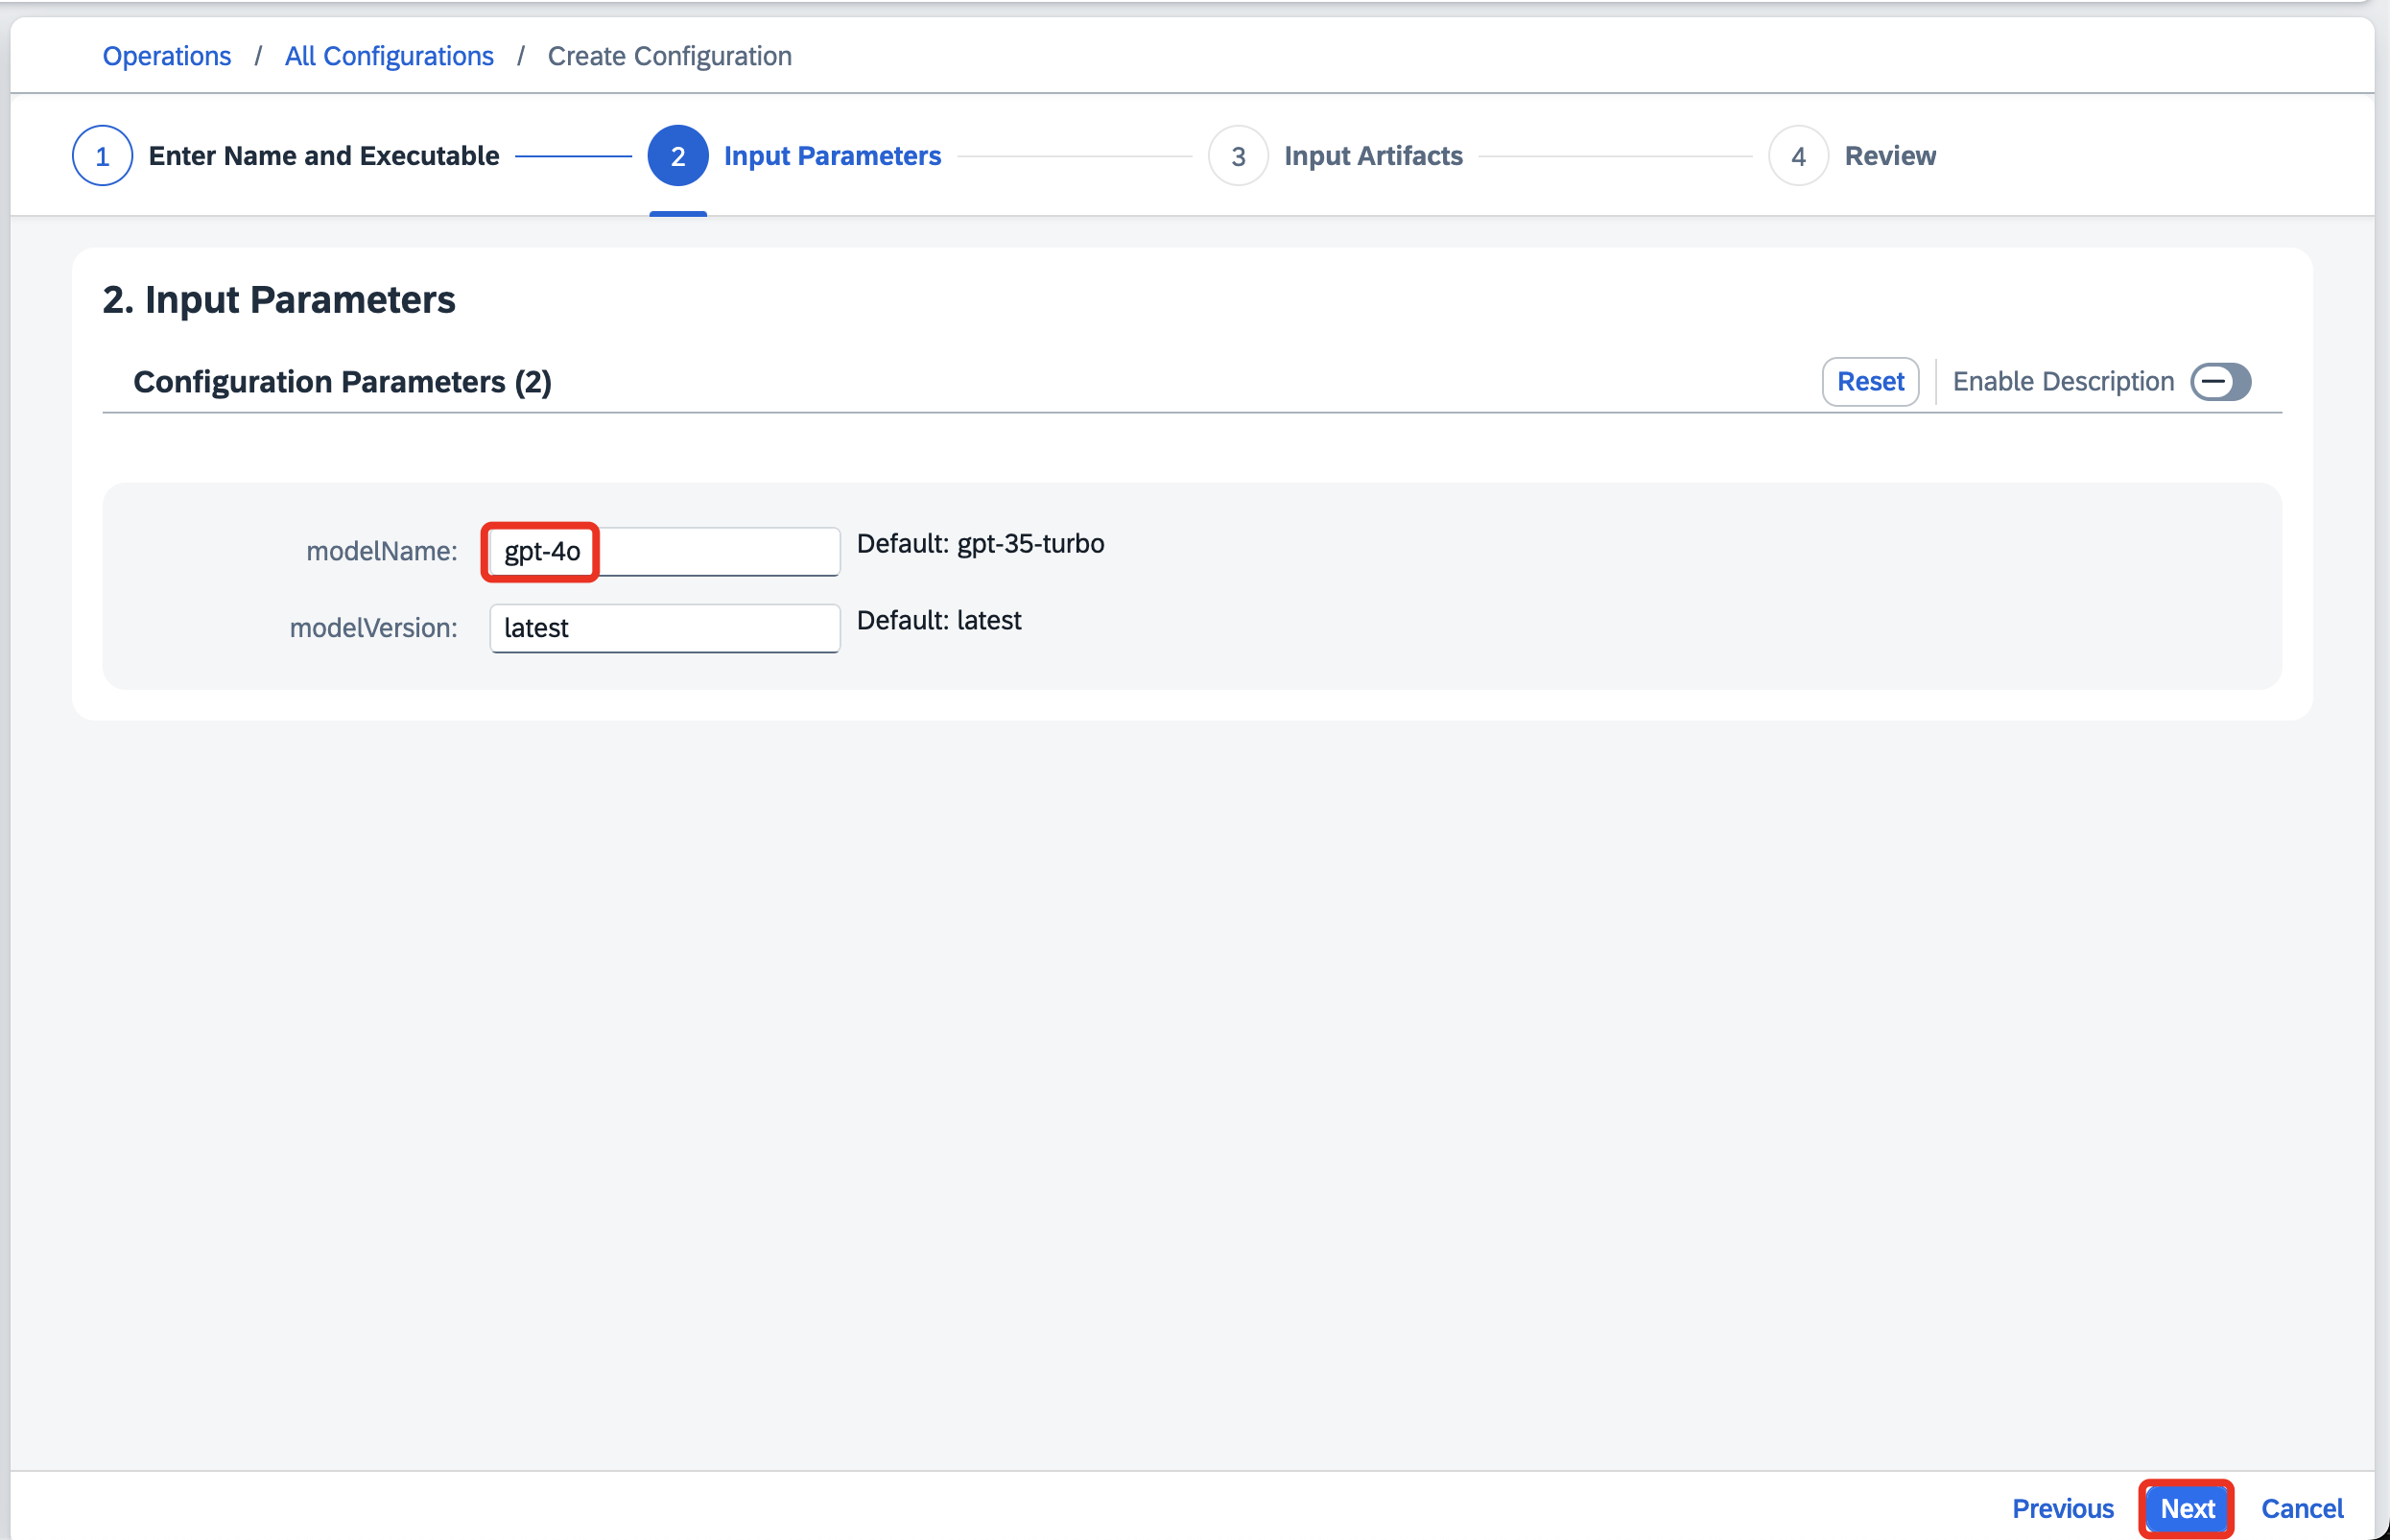 Operations / All Configurations / Create Configuration
1 Enter Name and Executable 2 Input Parameters 3 Input Artifacts 4 Review
2. Input Parameters
Configuration Parameters (2) Reset Enable Description
modelName: gpt-4o Default: gpt-35-turbo
modelVersion: latest Default: latest
Previous Next Cancel